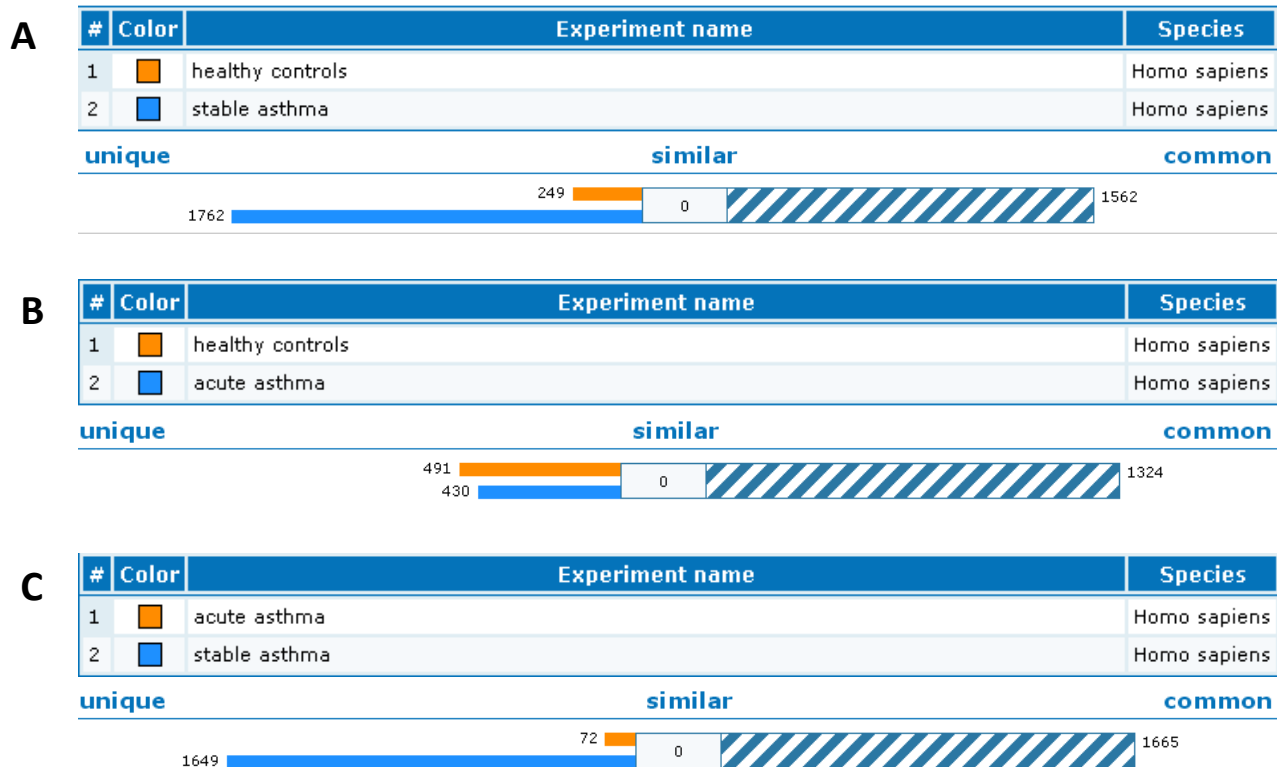 A
# Color Experiment name Species
1 healthy controls Homo sapiens
2 stable asthma Homo sapiens
unique similar common
249 1562
1762 0
B
# Color Experiment name Species
1 healthy controls Homo sapiens
2 acute asthma Homo sapiens
unique similar common
491 1324
430 0
C
# Color Experiment name Species
1 acute asthma Homo sapiens
2 stable asthma Homo sapiens
unique similar common
72 1665
1649 0